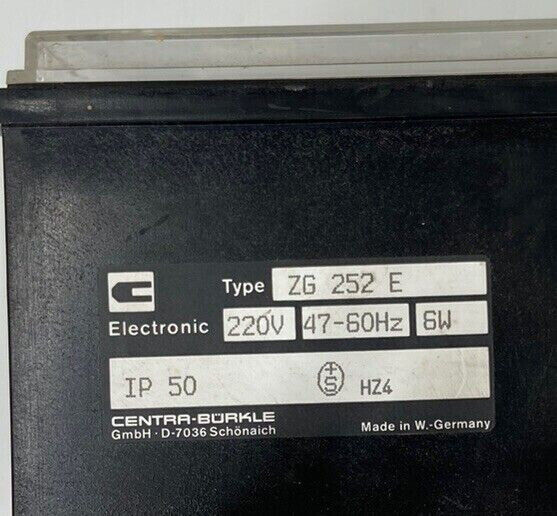 Type ZG 252 E
Electronic 220V 47-60Hz 6W
IP 50 +S HZ4
CENTRA-BÜRKLE
GmbH · D-7036 Schönaich Made in W.-Germany